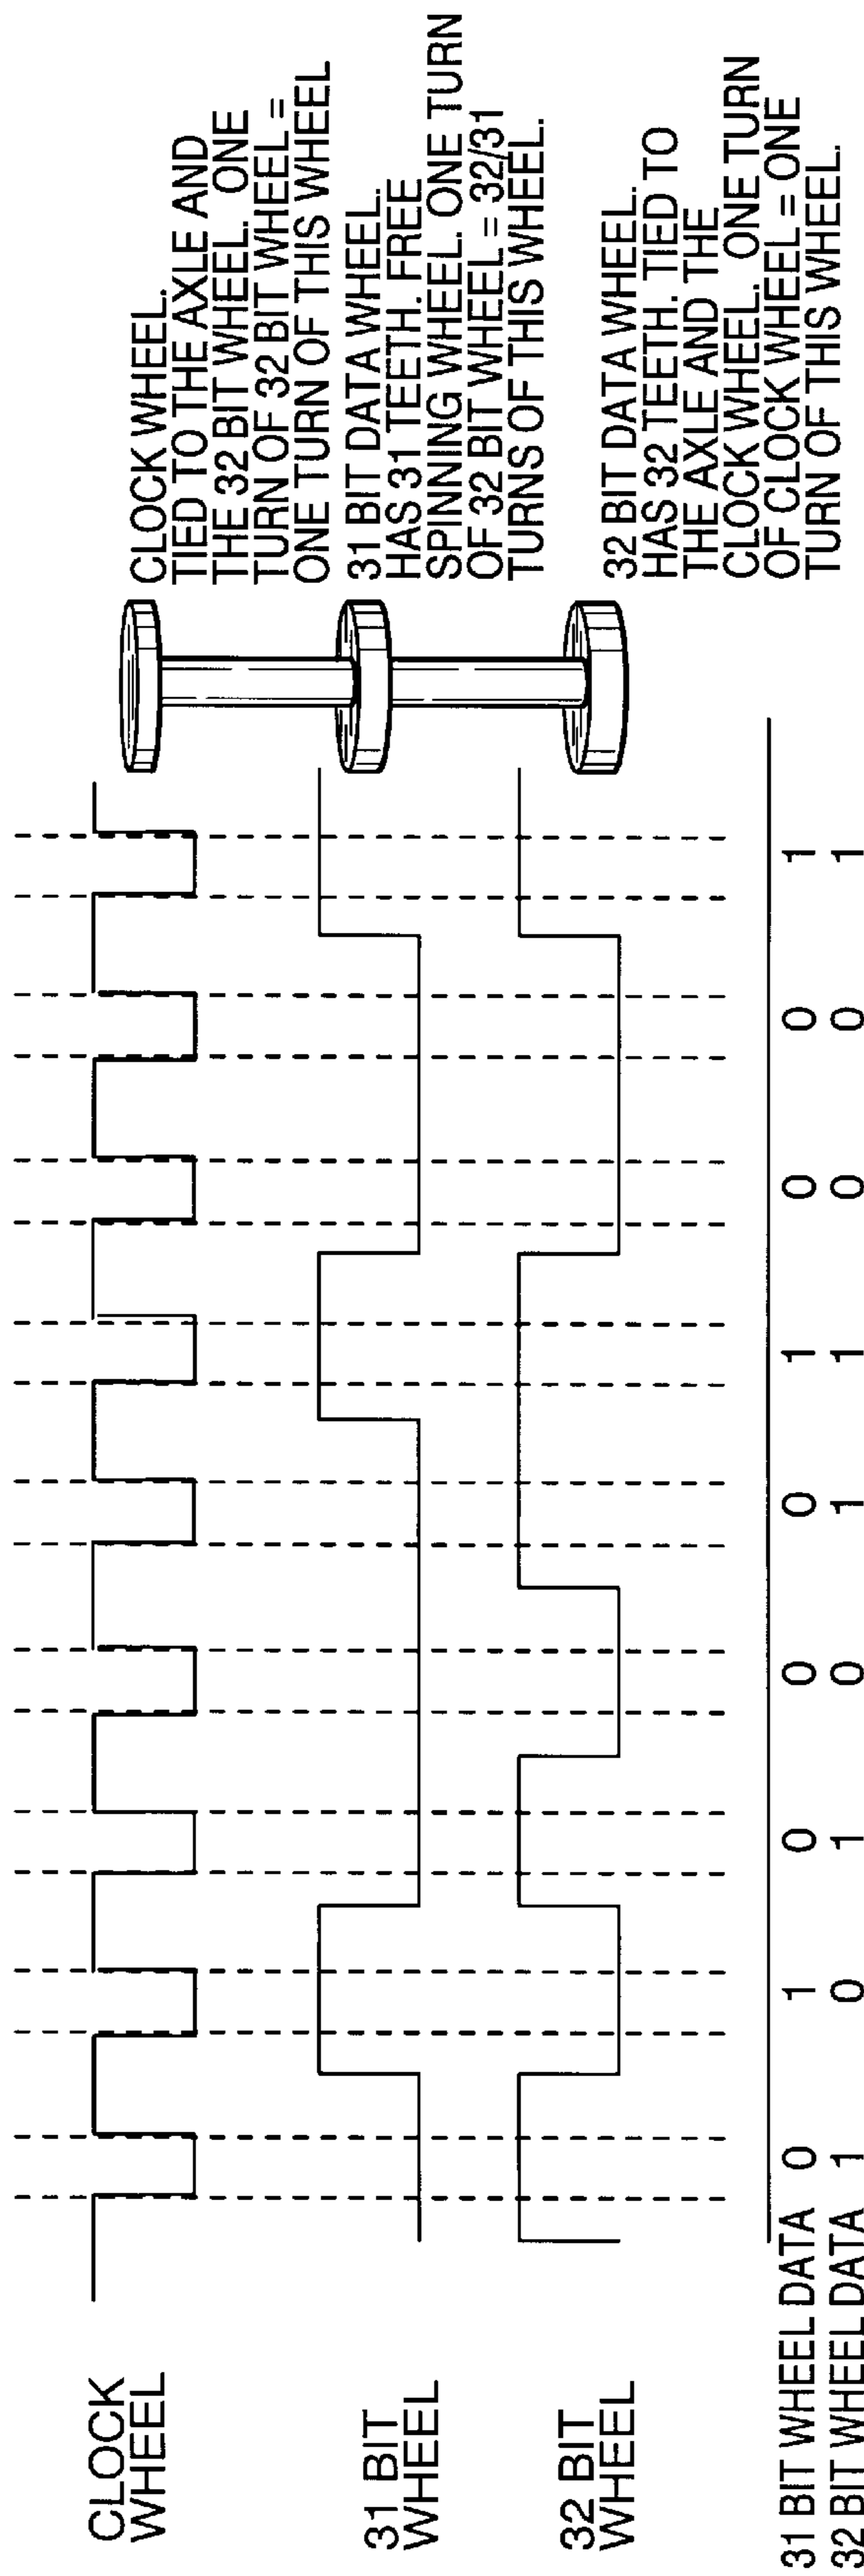 CLOCK
WHEEL
31 BIT
WHEEL
32 BIT
WHEEL
31 BIT WHEEL DATA 0 1 0 0 0 1 0 0 1
32 BIT WHEEL DATA 1 0 1 0 1 1 0 0 1
CLOCK WHEEL.
TIED TO THE AXLE AND
THE 32 BIT WHEEL. ONE
TURN OF 32 BIT WHEEL =
ONE TURN OF THIS WHEEL
31 BIT DATA WHEEL.
HAS 31 TEETH. FREE
SPINNING WHEEL. ONE TURN
OF 32 BIT WHEEL = 32/31
TURNS OF THIS WHEEL.
32 BIT DATA WHEEL.
HAS 32 TEETH. TIED TO
THE AXLE AND THE
CLOCK WHEEL. ONE TURN
OF CLOCK WHEEL = ONE
TURN OF THIS WHEEL.